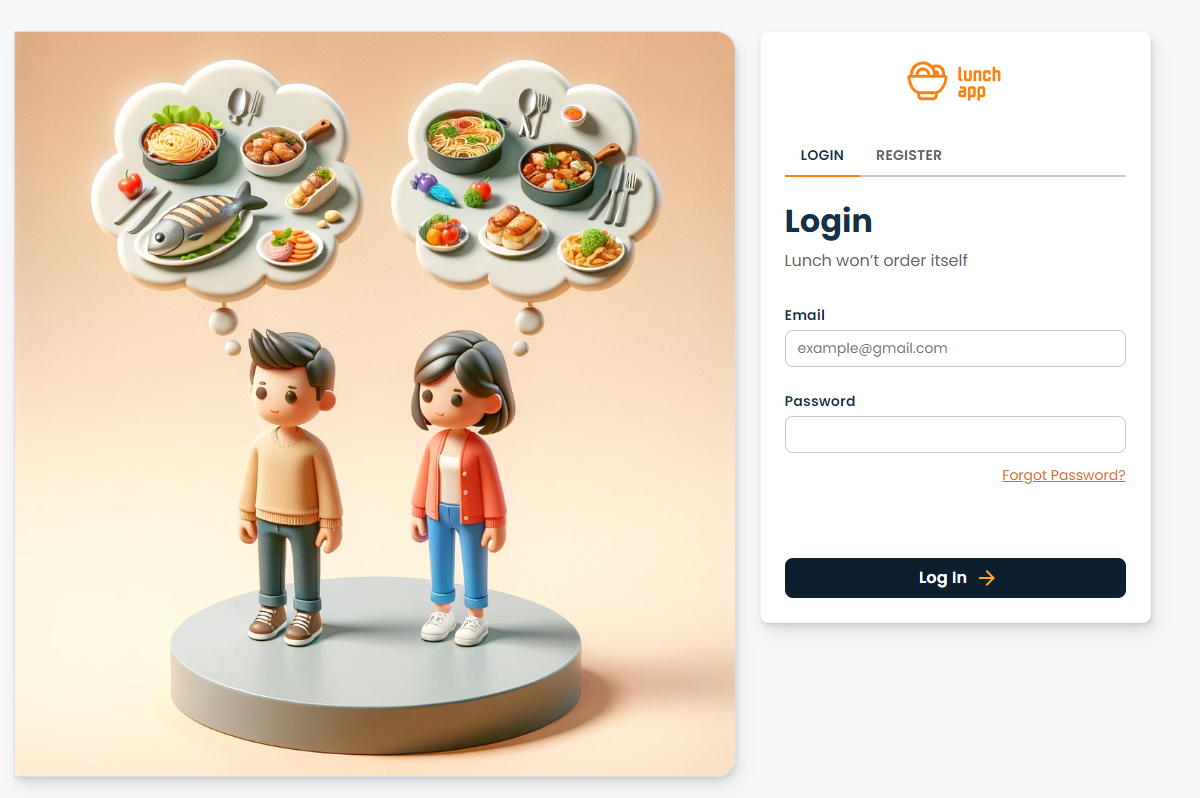 lunch
app
LOGIN
REGISTER
Login
Lunch won’t order itself
Email
example@gmail.com
Password
Forgot Password?
Log In